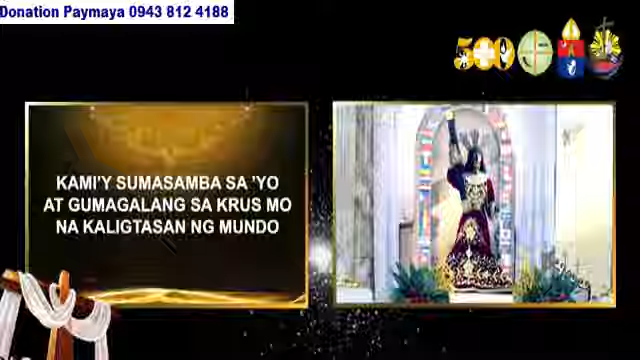 Donation Paymaya 0943 812 4188
500
KAMI'Y SUMASAMBA SA 'YO
AT GUMAGALANG SA KRUS MO
NA KALIGTASAN NG MUNDO